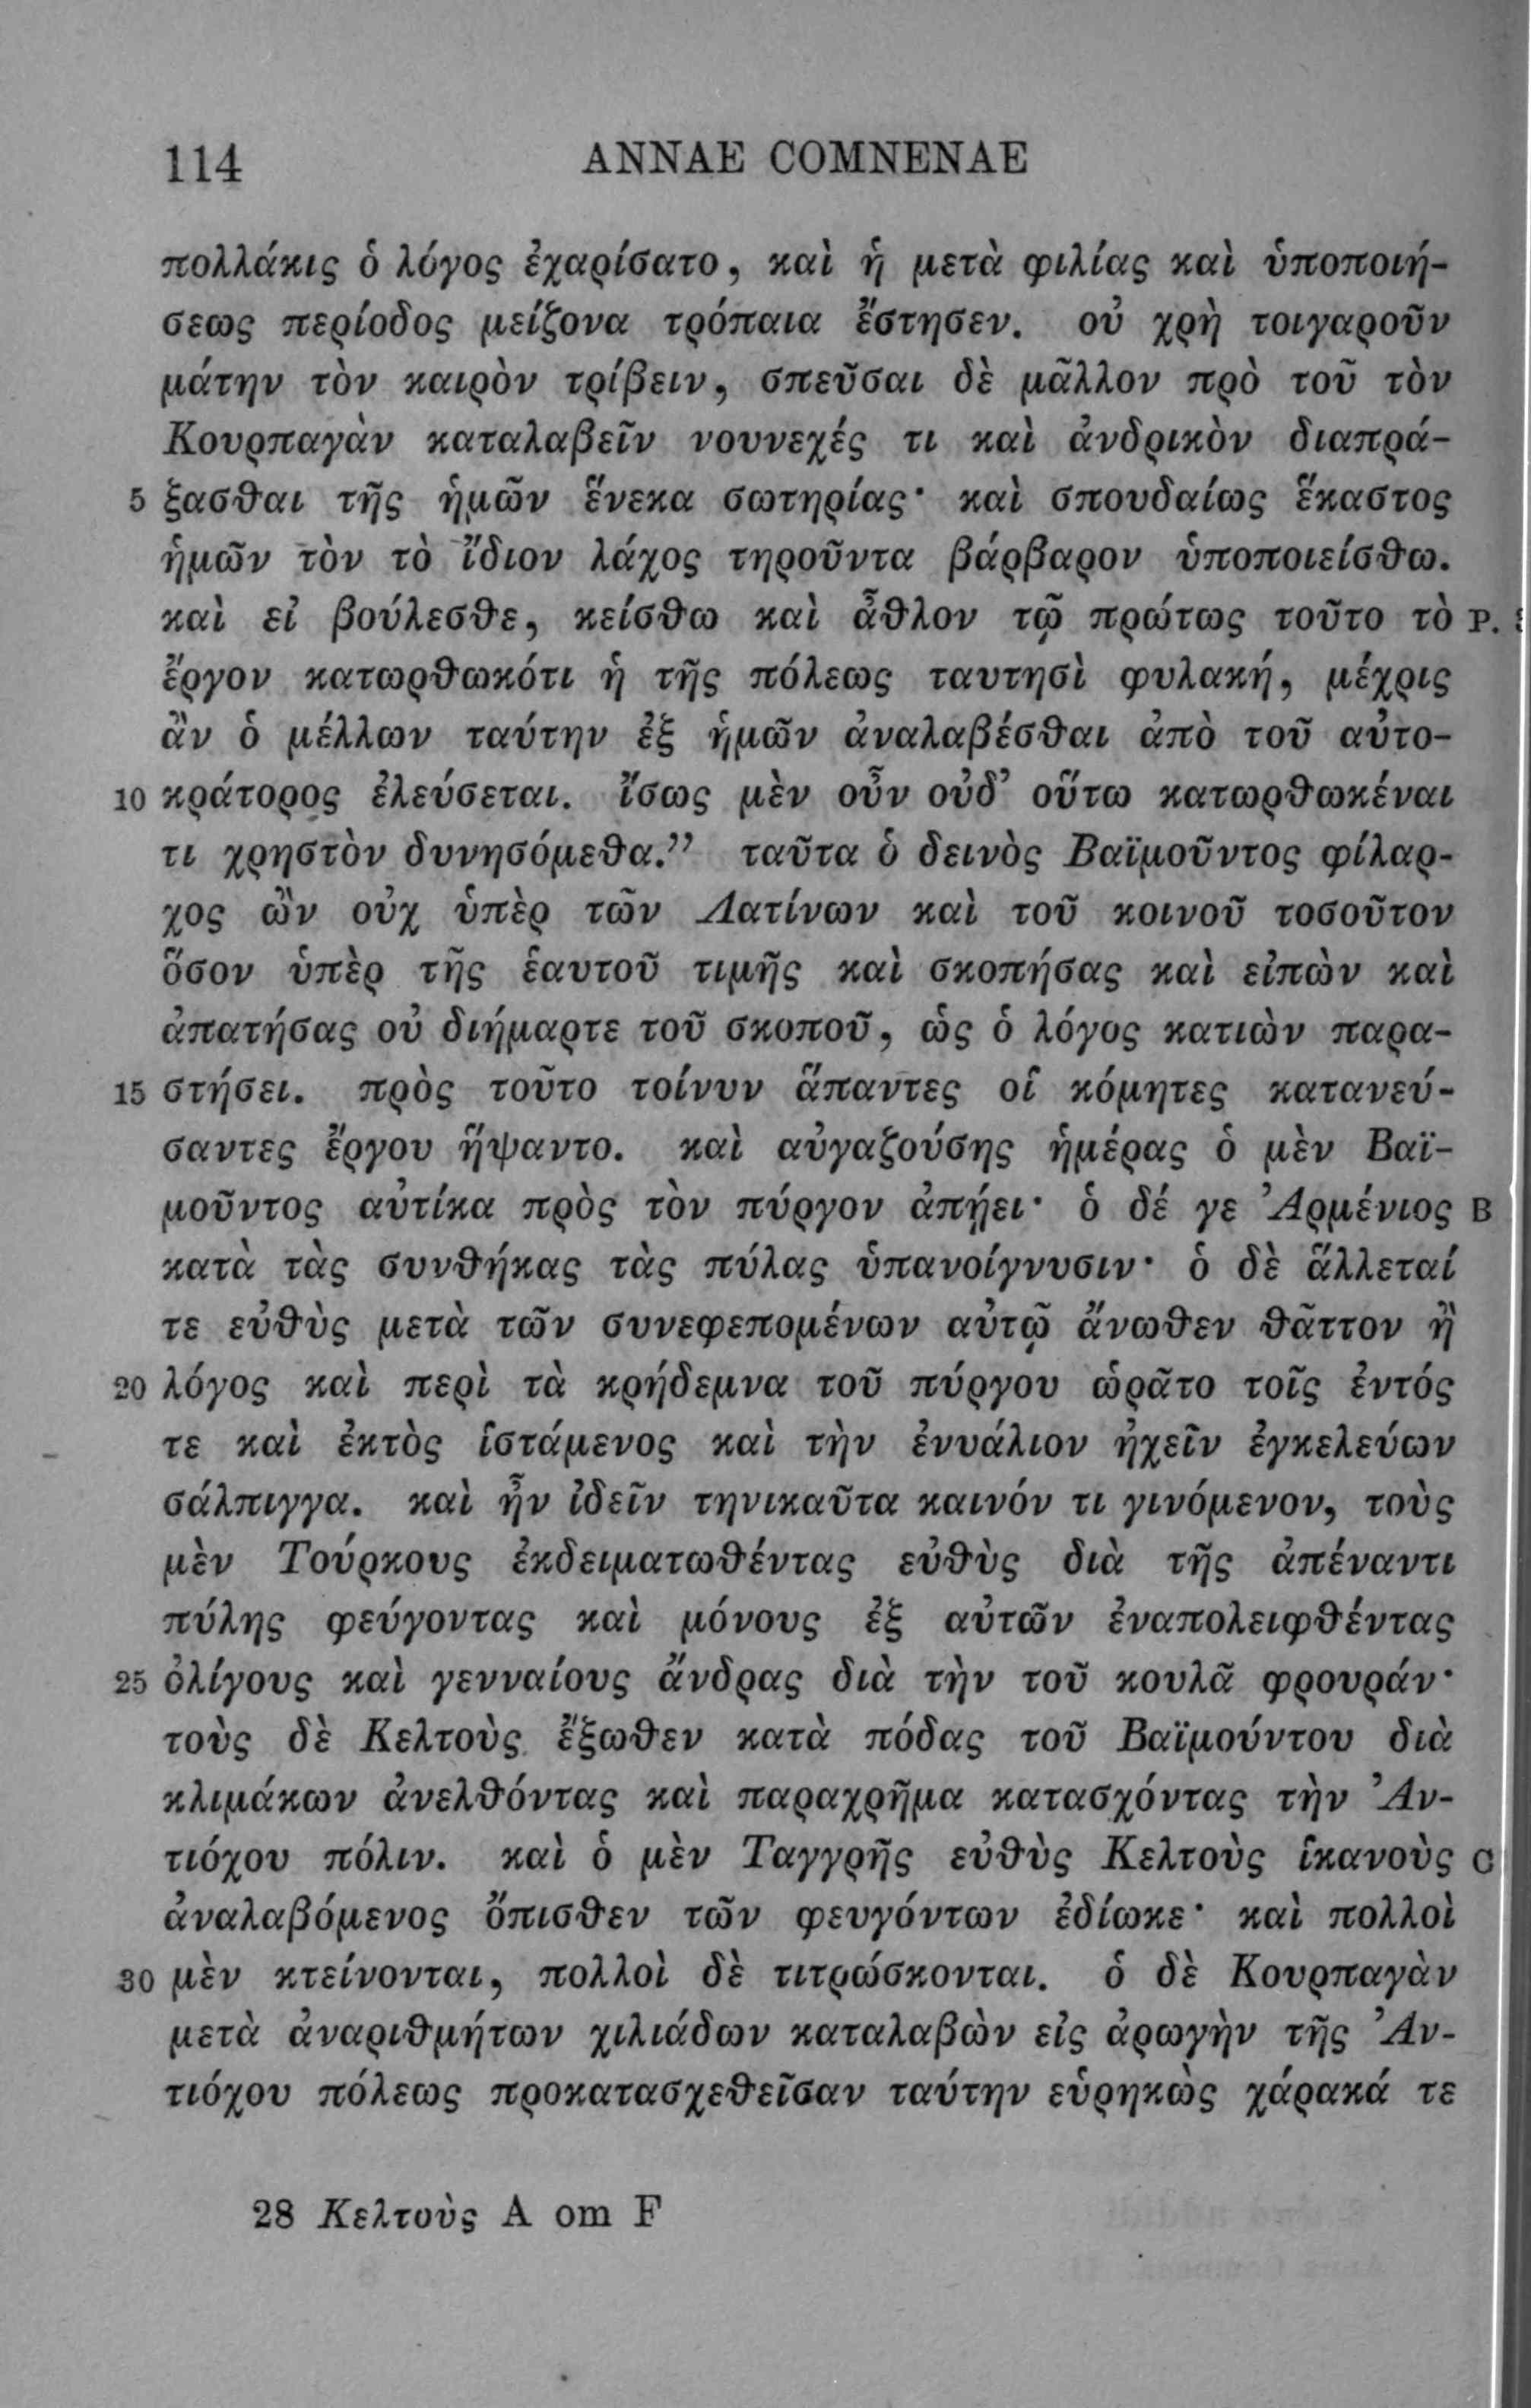 114 ANNAE COMNENAE
πολλάκις ὁ λόγος ἐχαρίσατο, καὶ ἡ μετὰ φιλίας καὶ ὑποποιή-
σεως περίοδος μείζονα τρόπαια ἔστησεν. οὐ χρὴ τοιγαροῦν
μάτην τὸν καιρὸν τρίβειν, σπεῦσαι δὲ μᾶλλον πρὸ τοῦ τὸν
Κουρπαγὰν καταλαβεῖν νουνεχές τι καὶ ἀνδρικὸν διαπρά-
5 ξασθαι τῆς ἡμῶν ἕνεκα σωτηρίας· καὶ σπουδαίως ἕκαστος
ἡμῶν τὸν τὸ ἴδιον λάχος τηροῦντα βάρβαρον ὑποποιείσθω.
καὶ εἰ βούλεσθε, κείσθω καὶ ἆθλον τῷ πρώτως τοῦτο τὸ P.
ἔργον κατωρθωκότι ἡ τῆς πόλεως ταυτησὶ φυλακή, μέχρις
ἂν ὁ μέλλων ταύτην ἐξ ἡμῶν ἀναλαβέσθαι ἀπὸ τοῦ αὐτο-
10 κράτορος ἐλεύσεται. ἴσως μὲν οὖν οὐδ’ οὕτω κατωρθωκέναι
τι χρηστὸν δυνησόμεθα.” ταῦτα ὁ δεινὸς Βαϊμοῦντος φίλαρ-
χος ὢν οὐχ ὑπὲρ τῶν Λατίνων καὶ τοῦ κοινοῦ τοσοῦτον
ὅσον ὑπὲρ τῆς ἑαυτοῦ τιμῆς καὶ σκοπήσας καὶ εἰπὼν καὶ
ἀπατήσας οὐ διήμαρτε τοῦ σκοποῦ, ὡς ὁ λόγος κατιὼν παρα-
15 στήσει. πρὸς τοῦτο τοίνυν ἅπαντες οἱ κόμητες κατανεύ-
σαντες ἔργου ἥψαντο. καὶ αὐγαζούσης ἡμέρας ὁ μὲν Βαϊ-
μοῦντος αὐτίκα πρὸς τὸν πύργον ἀπῄει· ὁ δέ γε Ἀρμένιος B
κατὰ τὰς συνθήκας τὰς πύλας ὑπανοίγνυσιν· ὁ δὲ ἅλλεταί
τε εὐθὺς μετὰ τῶν συνεφεπομένων αὐτῷ ἄνωθεν θᾶττον ἢ
20 λόγος καὶ περὶ τὰ κρήδεμνα τοῦ πύργου ὡρᾶτο τοῖς ἐντός
τε καὶ ἐκτὸς ἱστάμενος καὶ τὴν ἐνυάλιον ἠχεῖν ἐγκελεύων
σάλπιγγα. καὶ ἦν ἰδεῖν τηνικαῦτα καινόν τι γινόμενον, τοὺς
μὲν Τούρκους ἐκδειματωθέντας εὐθὺς διὰ τῆς ἀπέναντι
πύλης φεύγοντας καὶ μόνους ἐξ αὐτῶν ἐναπολειφθέντας
25 ὀλίγους καὶ γενναίους ἄνδρας διὰ τὴν τοῦ κουλᾶ φρουράν·
τοὺς δὲ Κελτοὺς ἔξωθεν κατὰ πόδας τοῦ Βαϊμούντου διὰ
κλιμάκων ἀνελθόντας καὶ παραχρῆμα κατασχόντας τὴν Ἀν-
τιόχου πόλιν. καὶ ὁ μὲν Ταγγρῆς εὐθὺς Κελτοὺς ἱκανοὺς C
ἀναλαβόμενος ὄπισθεν τῶν φευγόντων ἐδίωκε· καὶ πολλοὶ
30 μὲν κτείνονται, πολλοὶ δὲ τιτρώσκονται. ὁ δὲ Κουρπαγὰν
μετὰ ἀναριθμήτων χιλιάδων καταλαβὼν εἰς ἀρωγὴν τῆς Ἀν-
τιόχου πόλεως προκατασχεθεῖσαν ταύτην εὑρηκὼς χάρακά τε
28 Κελτοὺς A om F